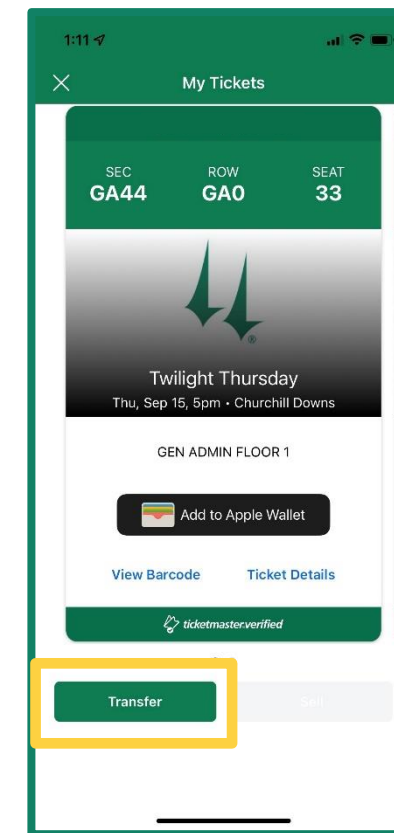 1:11
My Tickets
SEC ROW SEAT
GA44 GA0 33
®
Twilight Thursday
Thu, Sep 15, 5pm • Churchill Downs
GEN ADMIN FLOOR 1
Add to Apple Wallet
View Barcode Ticket Details
ticketmaster.verified
Transfer Sell